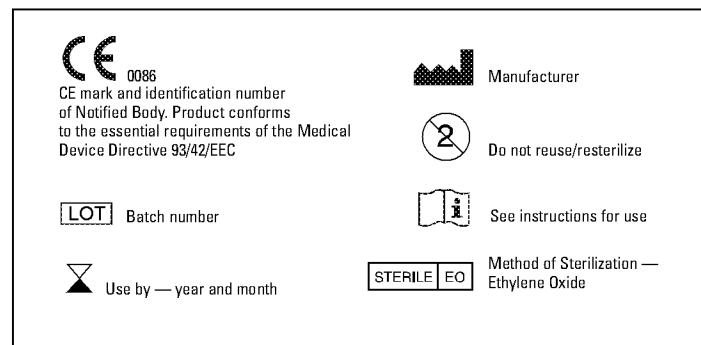 CE 0086
CE mark and identification number
of Notified Body. Product conforms
to the essential requirements of the Medical
Device Directive 93/42/EEC
LOT Batch number
Use by — year and month
Manufacturer
2 Do not reuse/resterilize
See instructions for use
STERILE EO Method of Sterilization —
Ethylene Oxide